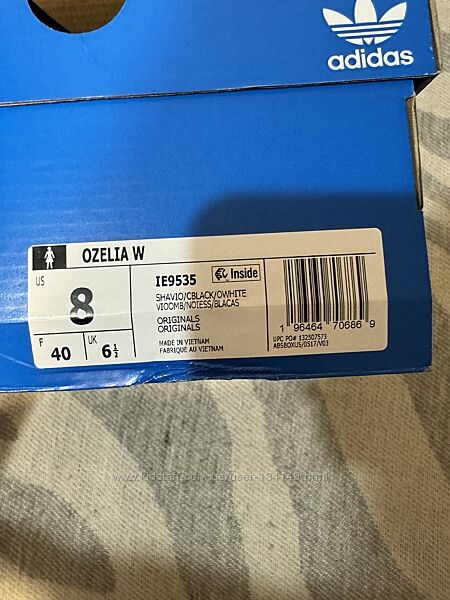 adidas
OZELIA W
US
8
F
40
UK
6½
IE9535
Inside
SHAVIO/CBLACK/OWHITE
VIOOMB/NOIESS/BLACAS
ORIGINALS
ORIGINALS
MADE IN VIETNAM
FABRIQUÉ AU VIETNAM
1 96464 70686 9
UPC PO# 132507573